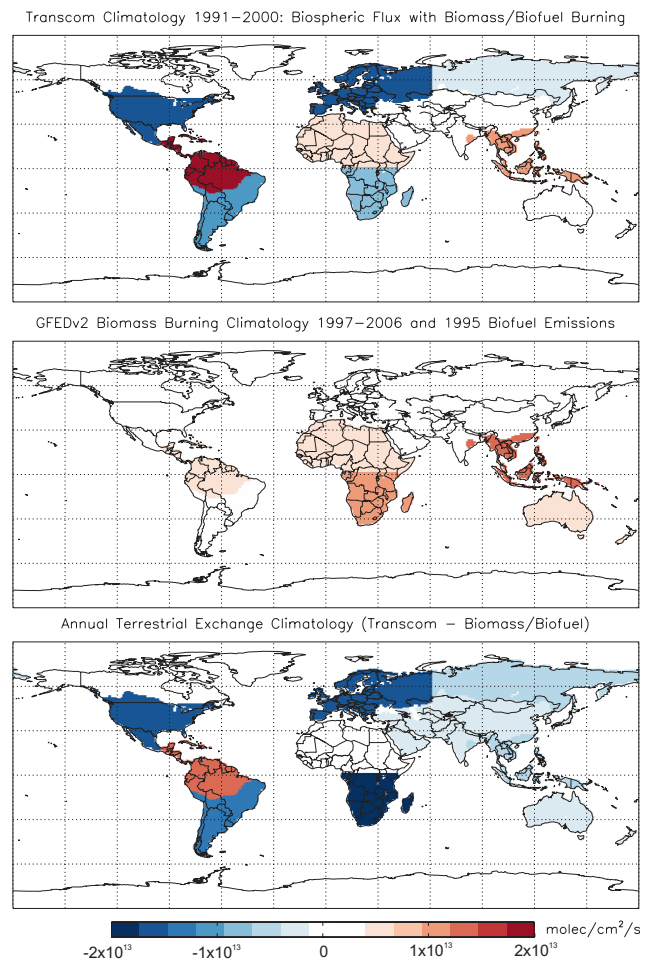 Transcom Climatology 1991−2000: Biospheric Flux with Biomass/Biofuel Burning
GFEDv2 Biomass Burning Climatology 1997−2006 and 1995 Biofuel Emissions
Annual Terrestrial Exchange Climatology (Transcom − Biomass/Biofuel)
molec/cm²/s
-2x10¹³ -1x10¹³ 0 1x10¹³ 2x10¹³